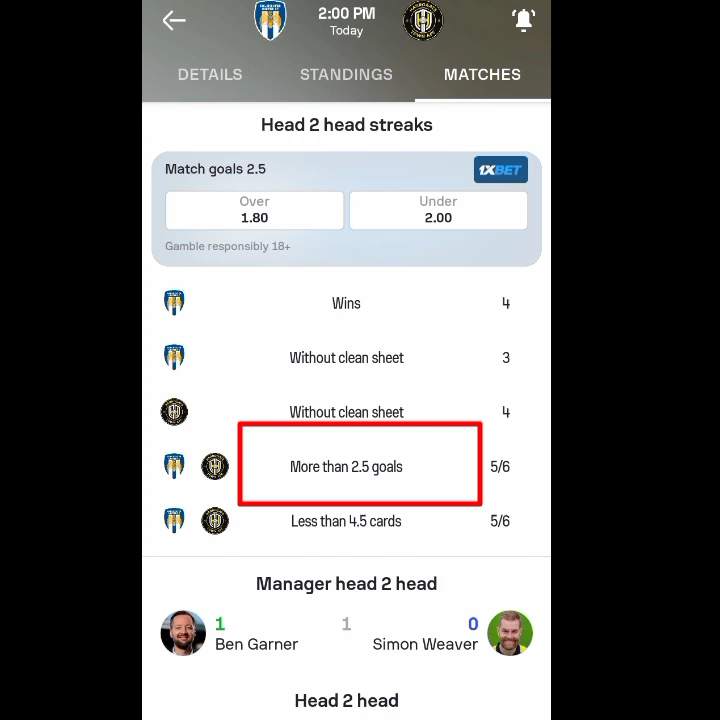 2:00 PM
Today
DETAILS STANDINGS MATCHES
Head 2 head streaks
Match goals 2.5 1XBET
Over Under
1.80 2.00
Gamble responsibly 18+
Wins 4
Without clean sheet 3
Without clean sheet 4
More than 2.5 goals 5/6
Less than 4.5 cards 5/6
Manager head 2 head
1 1 0
Ben Garner Simon Weaver
Head 2 head